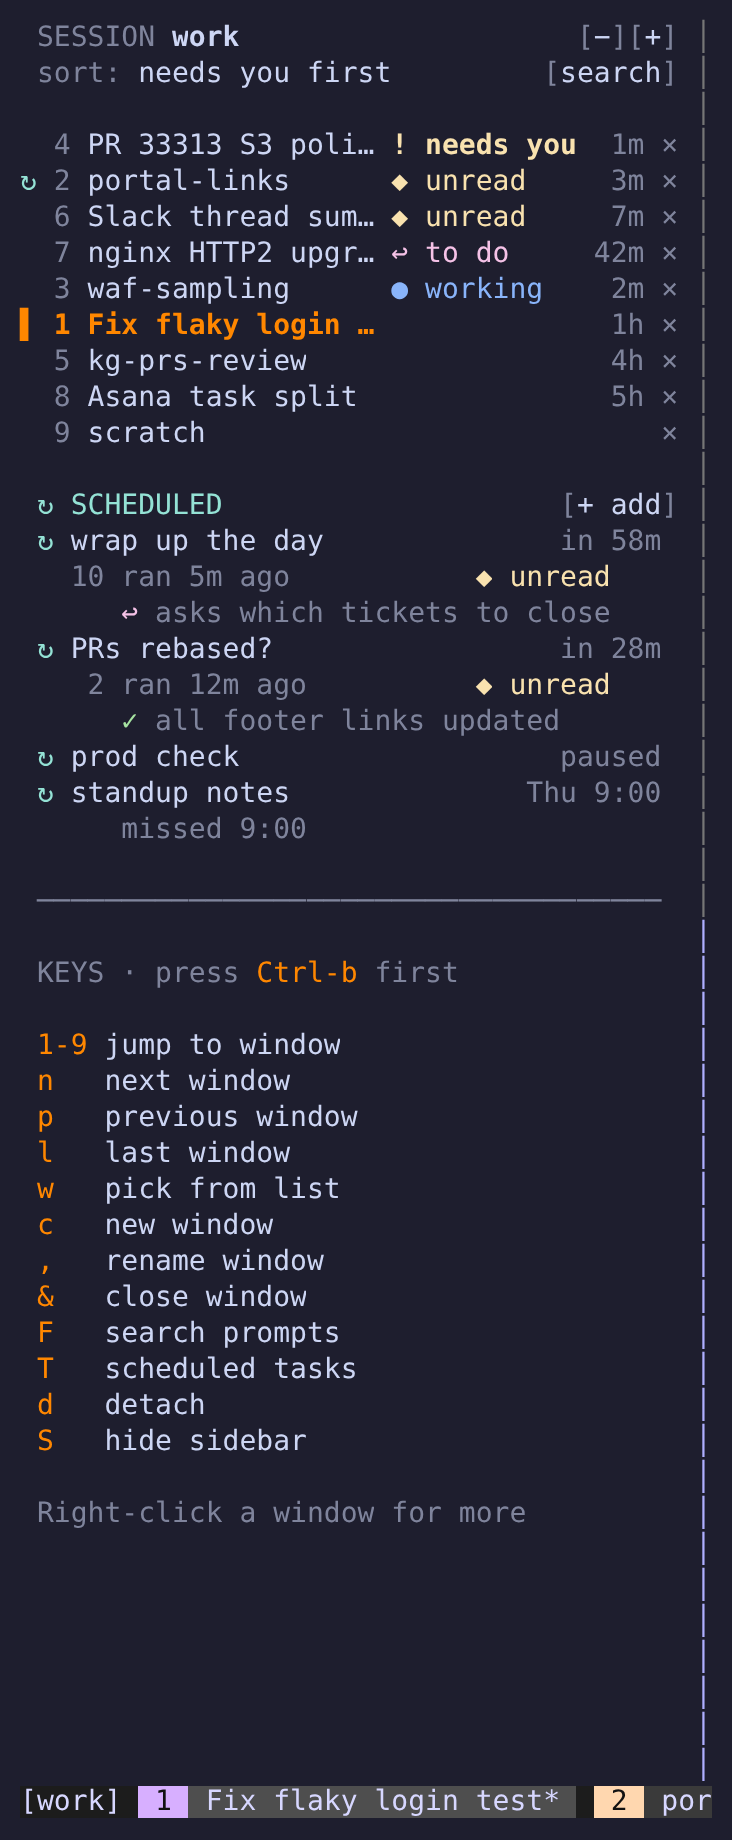 SESSION work [−][+]
sort: needs you first [search]
4 PR 33313 S3 poli… ! needs you 1m ×
↻ 2 portal-links ◆ unread 3m ×
6 Slack thread sum… ◆ unread 7m ×
7 nginx HTTP2 upgr… ↩ to do 42m ×
3 waf-sampling ● working 2m ×
1 Fix flaky login … 1h ×
5 kg-prs-review 4h ×
8 Asana task split 5h ×
9 scratch ×
↻ SCHEDULED [+ add]
↻ wrap up the day in 58m
10 ran 5m ago ◆ unread
↩ asks which tickets to close
↻ PRs rebased? in 28m
2 ran 12m ago ◆ unread
✓ all footer links updated
↻ prod check paused
↻ standup notes Thu 9:00
missed 9:00
KEYS · press Ctrl-b first
1-9 jump to window
n next window
p previous window
l last window
w pick from list
c new window
, rename window
& close window
F search prompts
T scheduled tasks
d detach
S hide sidebar
Right-click a window for more
[work] 1 Fix flaky login test* 2 por